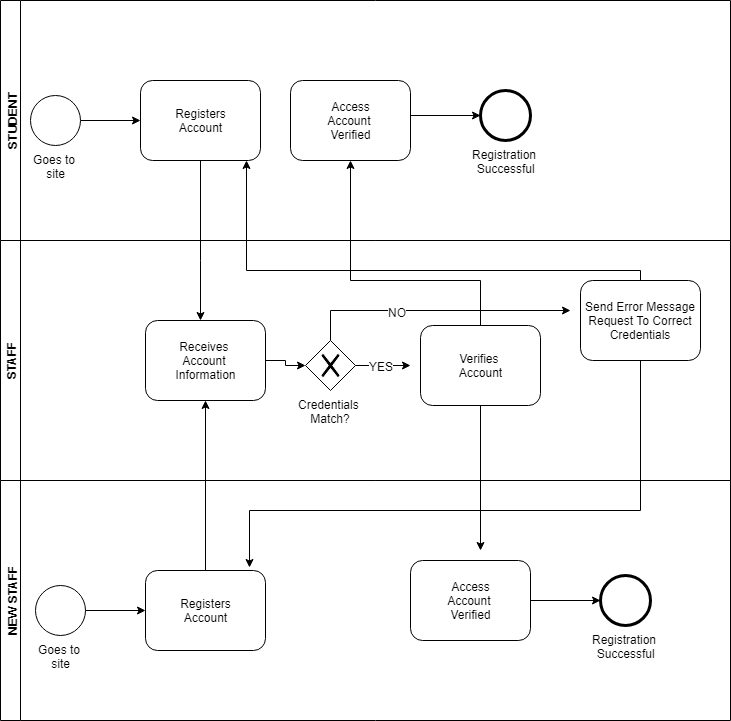 STUDENT
Goes to
site
Registers
Account
Access
Account
Verified
Registration
Successful
STAFF
Receives
Account
Information
Credentials
Match?
NO
YES
Verifies
Account
Send Error Message
Request To Correct
Credentials
NEW STAFF
Goes to
site
Registers
Account
Access
Account
Verified
Registration
Successful